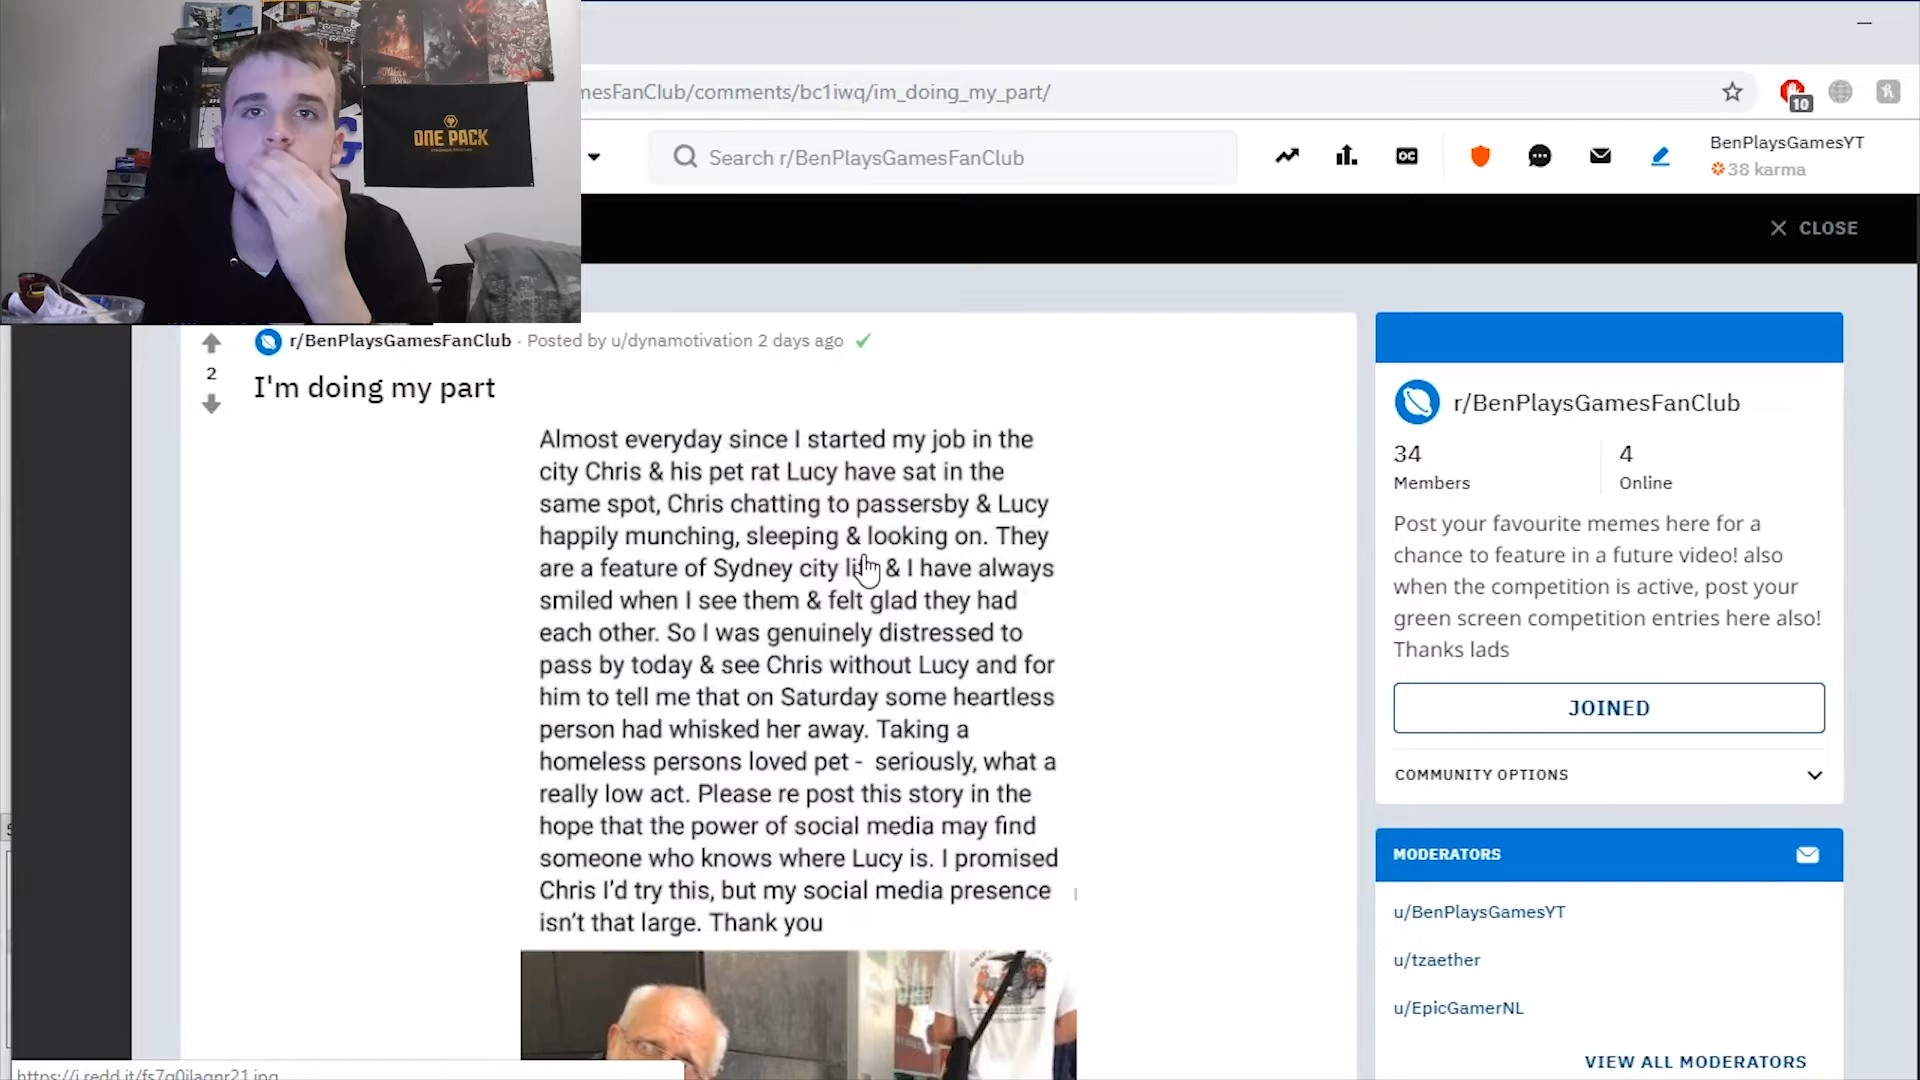 ONE PACK
mesFanClub/comments/bc1iwq/im_doing_my_part/
10
Search r/BenPlaysGamesFanClub
OC
BenPlaysGamesYT
38 karma
CLOSE
r/BenPlaysGamesFanClub · Posted by u/dynamotivation 2 days ago
2
I'm doing my part
Almost everyday since I started my job in the
city Chris & his pet rat Lucy have sat in the
same spot, Chris chatting to passersby & Lucy
happily munching, sleeping & looking on. They
are a feature of Sydney city & I have always
smiled when I see them & felt glad they had
each other. So I was genuinely distressed to
pass by today & see Chris without Lucy and for
him to tell me that on Saturday some heartless
person had whisked her away. Taking a
homeless persons loved pet - seriously, what a
really low act. Please re post this story in the
hope that the power of social media may find
someone who knows where Lucy is. I promised
Chris I'd try this, but my social media presence
isn't that large. Thank you
r/BenPlaysGamesFanClub
34
Members
4
Online
Post your favourite memes here for a
chance to feature in a future video! also
when the competition is active, post your
green screen competition entries here also!
Thanks lads
JOINED
COMMUNITY OPTIONS
MODERATORS
u/BenPlaysGamesYT
u/tzaether
u/EpicGamerNL
VIEW ALL MODERATORS